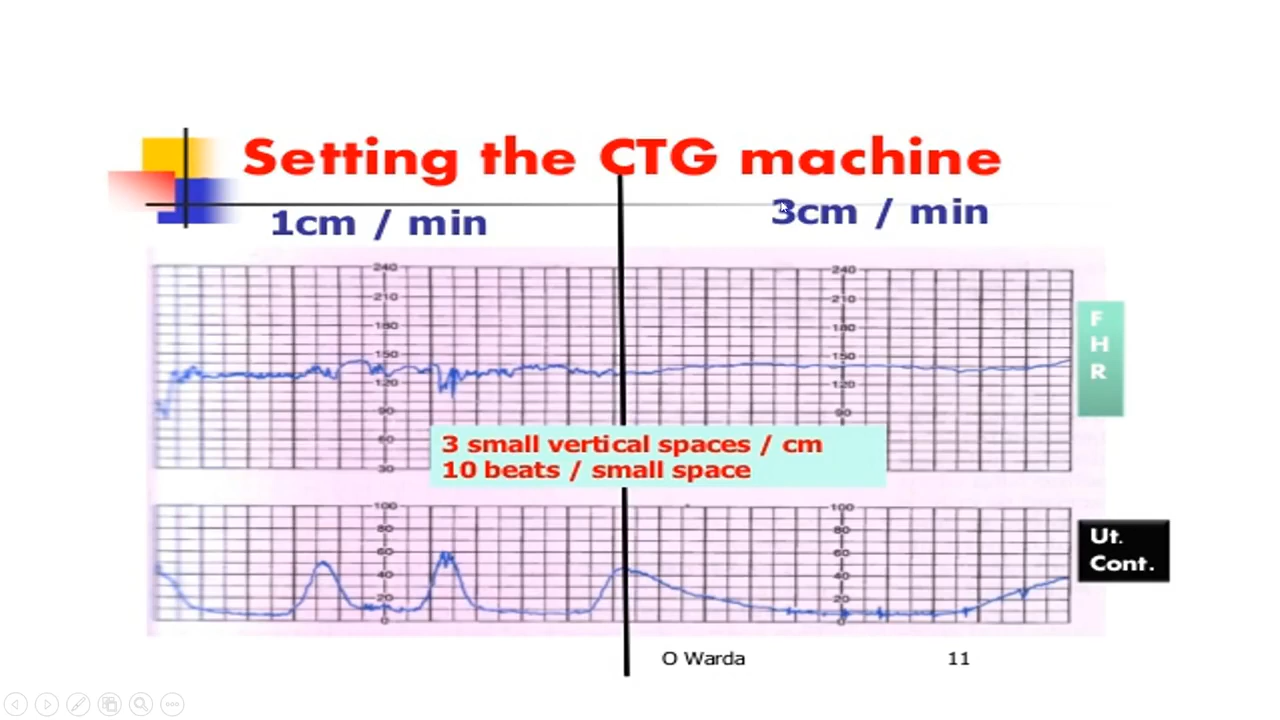 Setting the CTG machine
1cm / min
3cm / min
240
210
180
150
120
90
60
30
240
210
180
150
120
90
F
H
R
3 small vertical spaces / cm
10 beats / small space
100
80
60
40
20
0
100
80
60
40
20
0
Ut.
Cont.
O Warda
11